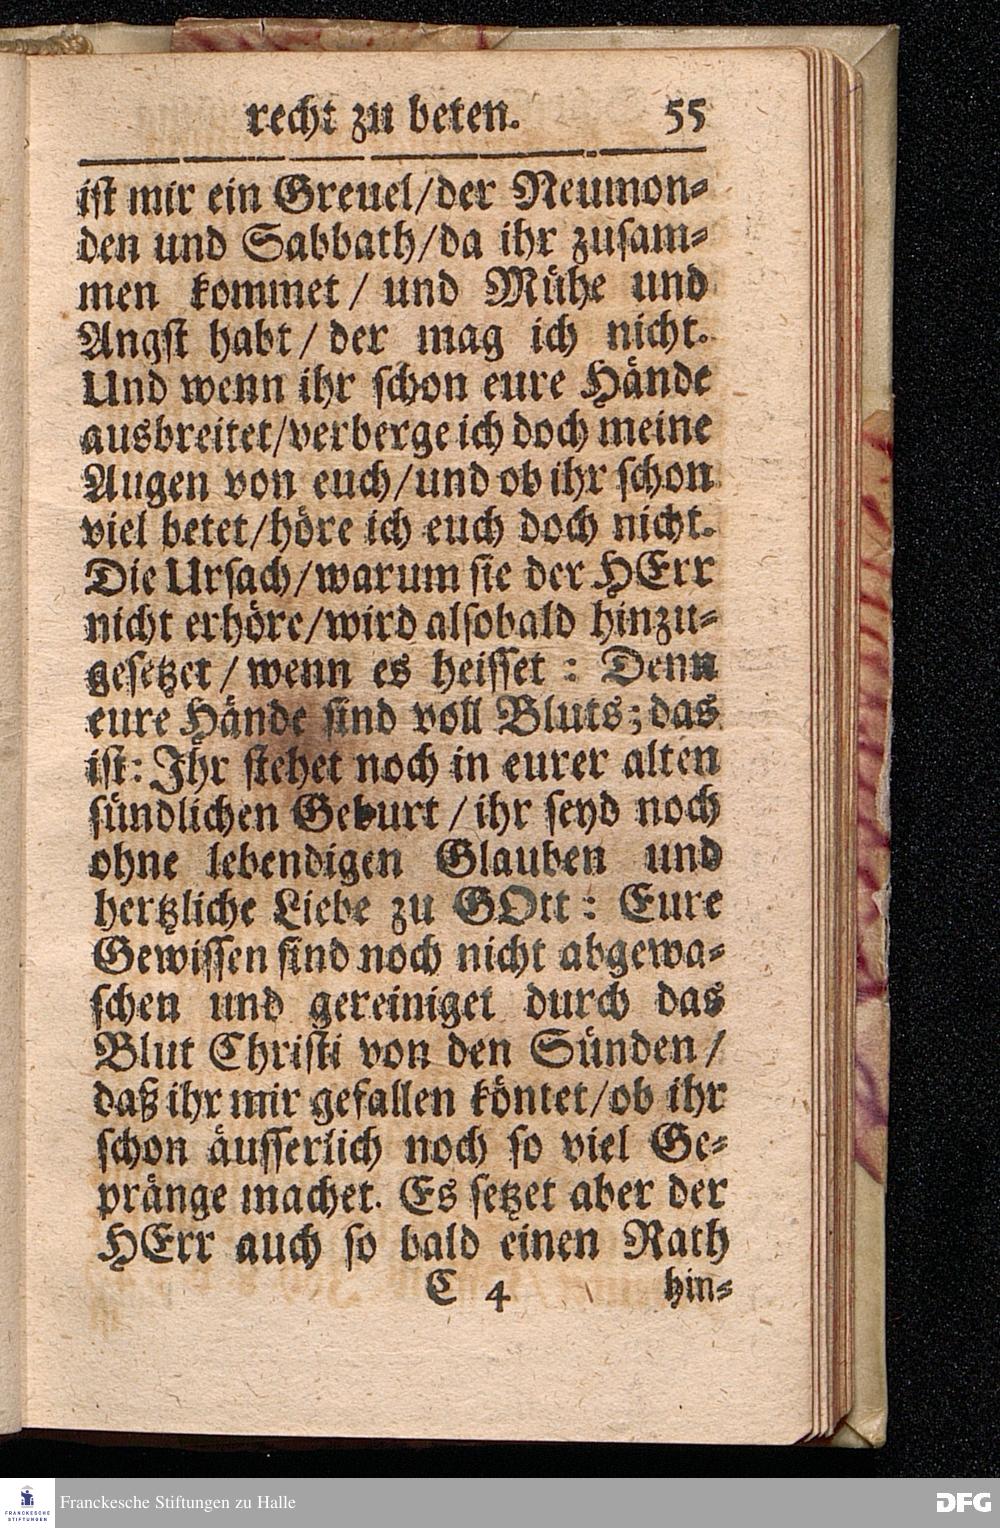 recht zu beten. 55
ist mir ein Greuel/der Neumon-
den und Sabbath/da ihr zusam-
men kommet/ und Mühe und
Angst habt/ der mag ich nicht.
Und wenn ihr schon eure Hände
ausbreitet/verberge ich doch meine
Augen von euch/und ob ihr schon
viel betet/höre ich euch doch nicht.
Die Ursach/warum sie der HErr
nicht erhöre/wird alsobald hinzu-
gesetzet/ wenn es heisset: Denn
eure Hände sind voll Bluts; das
ist: Ihr stehet noch in eurer alten
sündlichen Geburt/ ihr seyd noch
ohne lebendigen Glauben und
hertzliche Liebe zu GOtt: Eure
Gewissen sind noch nicht abgewa-
schen und gereiniget durch das
Blut Christi von den Sünden/
daß ihr mir gefallen köntet/ob ihr
schon äusserlich noch so viel Ge-
pränge machet. Es setzet aber der
HErr auch so bald einen Rath
C 4 hin-
Franckesche Stiftungen zu Halle
FRANCKESCHE
STIFTUNGEN
DFG